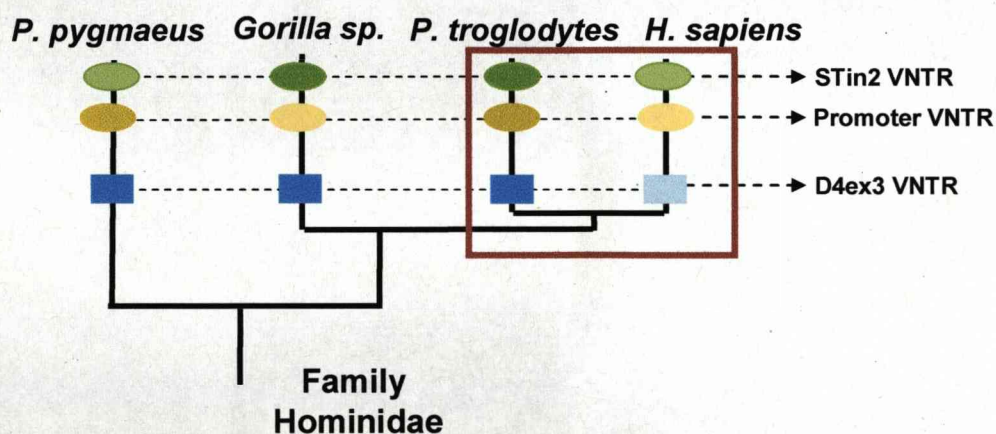 P. pygmaeus Gorilla sp. P. troglodytes H. sapiens
STin2 VNTR
Promoter VNTR
D4ex3 VNTR
Family
Hominidae